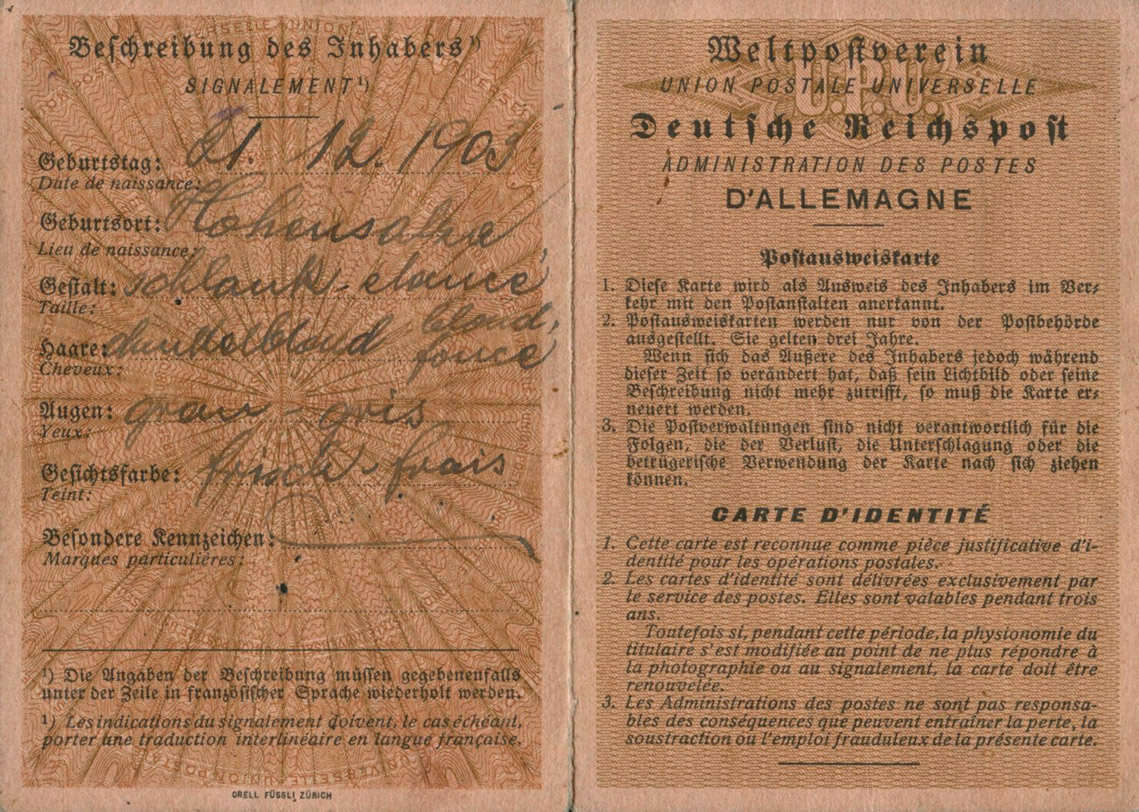 Beschreibung des Inhabers ¹)
SIGNALEMENT ¹)
Geburtstag: 21. 12. 1903
Date de naissance:
Geburtsort: Hohensalza
Lieu de naissance:
Gestalt: schlank - elancé
Taille:
Haare: dunkelblond blond
foncé
Cheveux:
Augen: grau - gris
Yeux:
Gesichtsfarbe: frisch - frais
Teint:
Besondere Kennzeichen:
Marques particulières:
¹) Die Angaben der Beschreibung müssen gegebenenfalls
unter der Zeile in französischer Sprache wiederholt werden.
¹) Les indications du signalement doivent, le cas échéant,
porter une traduction interlinéaire en langue française.
ORELL FÜSSLI, ZÜRICH
Weltpostverein
UNION POSTALE UNIVERSELLE
U.P.U.
Deutsche Reichspost
ADMINISTRATION DES POSTES
D'ALLEMAGNE
Postausweiskarte
1. Diese Karte wird als Ausweis des Inhabers im Ver-
kehr mit den Postanstalten anerkannt.
2. Postausweiskarten werden nur von der Postbehörde
ausgestellt. Sie gelten drei Jahre.
Wenn sich das Äußere des Inhabers jedoch während
dieser Zeit so verändert hat, daß sein Lichtbild oder seine
Beschreibung nicht mehr zutrifft, so muß die Karte er-
neuert werden.
3. Die Postverwaltungen sind nicht verantwortlich für die
Folgen, die der Verlust, die Unterschlagung oder die
betrügerische Verwendung der Karte nach sich ziehen
können.
CARTE D'IDENTITÉ
1. Cette carte est reconnue comme pièce justificative d'i-
dentité pour les opérations postales.
2. Les cartes d'identité sont délivrées exclusivement par
le service des postes. Elles sont valables pendant trois
ans.
Toutefois si, pendant cette période, la physionomie du
titulaire s'est modifiée au point de ne plus répondre à
la photographie ou au signalement, la carte doit être
renouvelée.
3. Les Administrations des postes ne sont pas responsa-
bles des conséquences que peuvent entraîner la perte, la
soustraction ou l'emploi frauduleux de la présente carte.